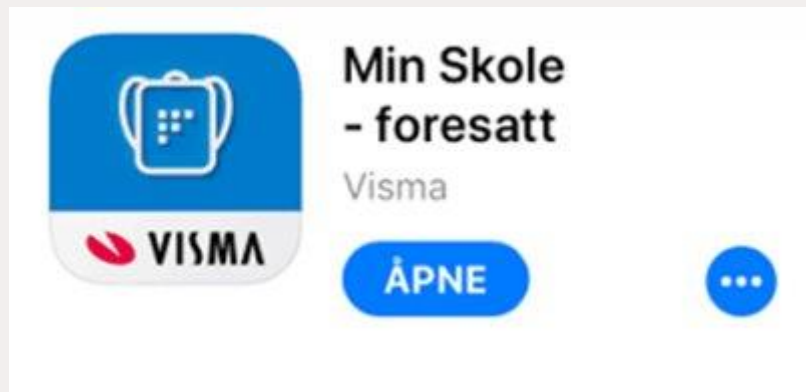 Min Skole
- foresatt
Visma
VISMA
ÅPNE